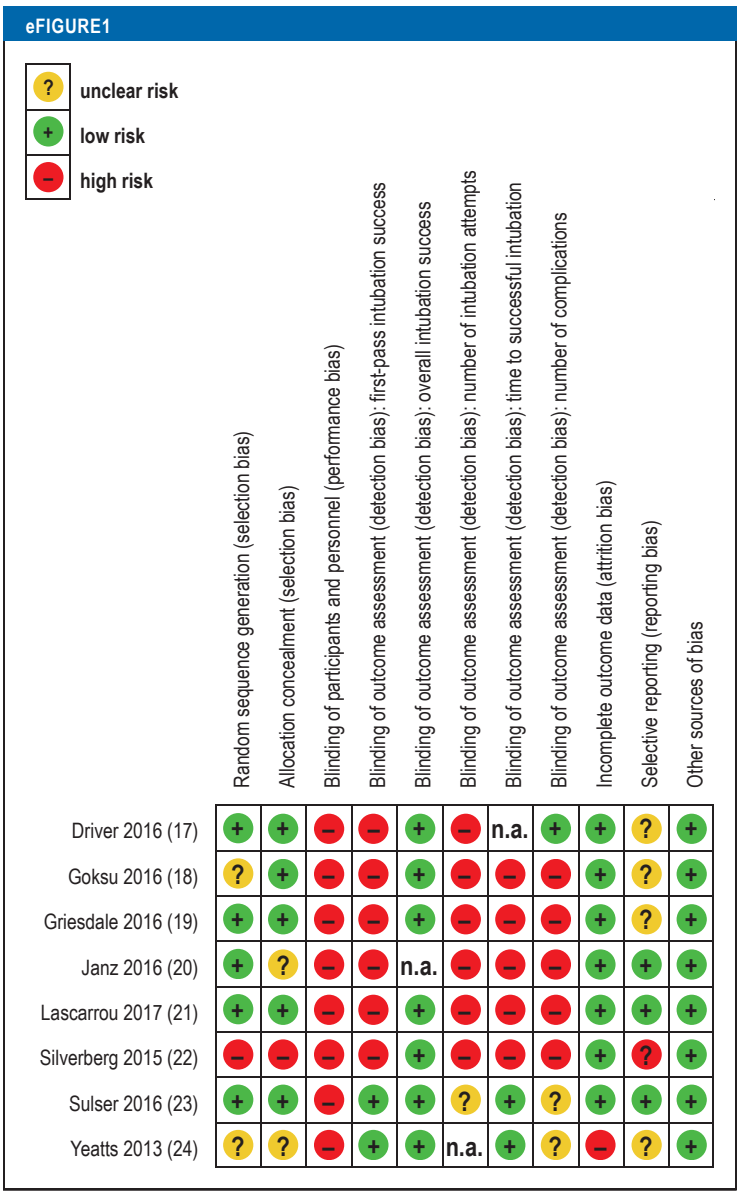 eFIGURE1
? unclear risk
+ low risk
– high risk
Random sequence generation (selection bias)
Allocation concealment (selection bias)
Blinding of participants and personnel (performance bias)
Blinding of outcome assessment (detection bias): first-pass intubation success
Blinding of outcome assessment (detection bias): overall intubation success
Blinding of outcome assessment (detection bias): number of intubation attempts
Blinding of outcome assessment (detection bias): time to successful intubation
Blinding of outcome assessment (detection bias): number of complications
Incomplete outcome data (attrition bias)
Selective reporting (reporting bias)
Other sources of bias
Driver 2016 (17) + + – – + – n.a. + + ? +
Goksu 2016 (18) ? + – – + – – – + ? +
Griesdale 2016 (19) + + – – + – – – + ? +
Janz 2016 (20) + ? – – n.a. – – – + + +
Lascarrou 2017 (21) + + – – + – – – + + +
Silverberg 2015 (22) – – – – + – – – + ? +
Sulser 2016 (23) + + – + + ? + ? + + +
Yeatts 2013 (24) ? ? – + + n.a. + ? – ? +